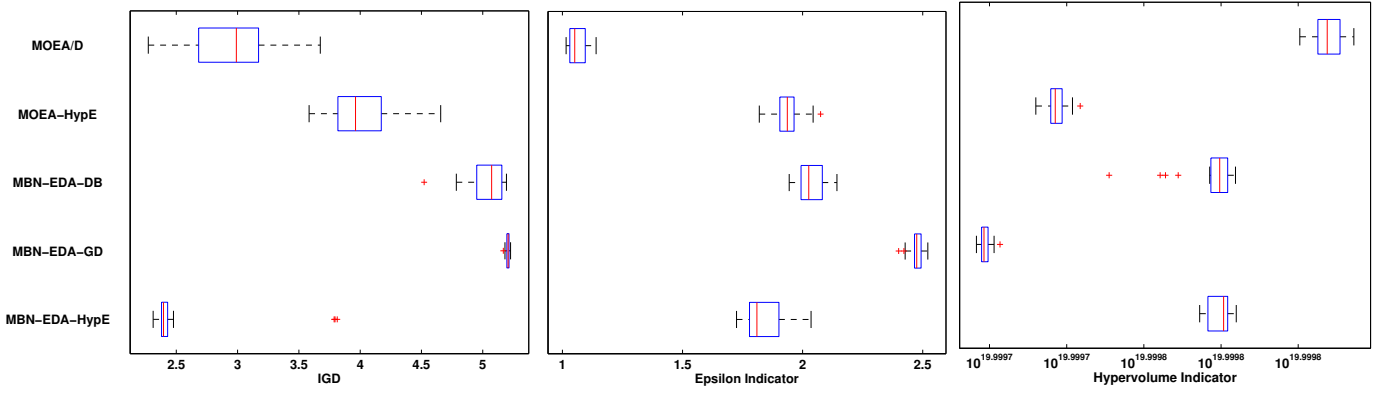 MOEA/D
MOEA−HypE
MBN−EDA−DB
MBN−EDA−GD
MBN−EDA−HypE
2.5 3 3.5 4 4.5 5
IGD
1 1.5 2 2.5
Epsilon Indicator
10^19.9997 10^19.9997 10^19.9998 10^19.9998 10^19.9998
Hypervolume Indicator